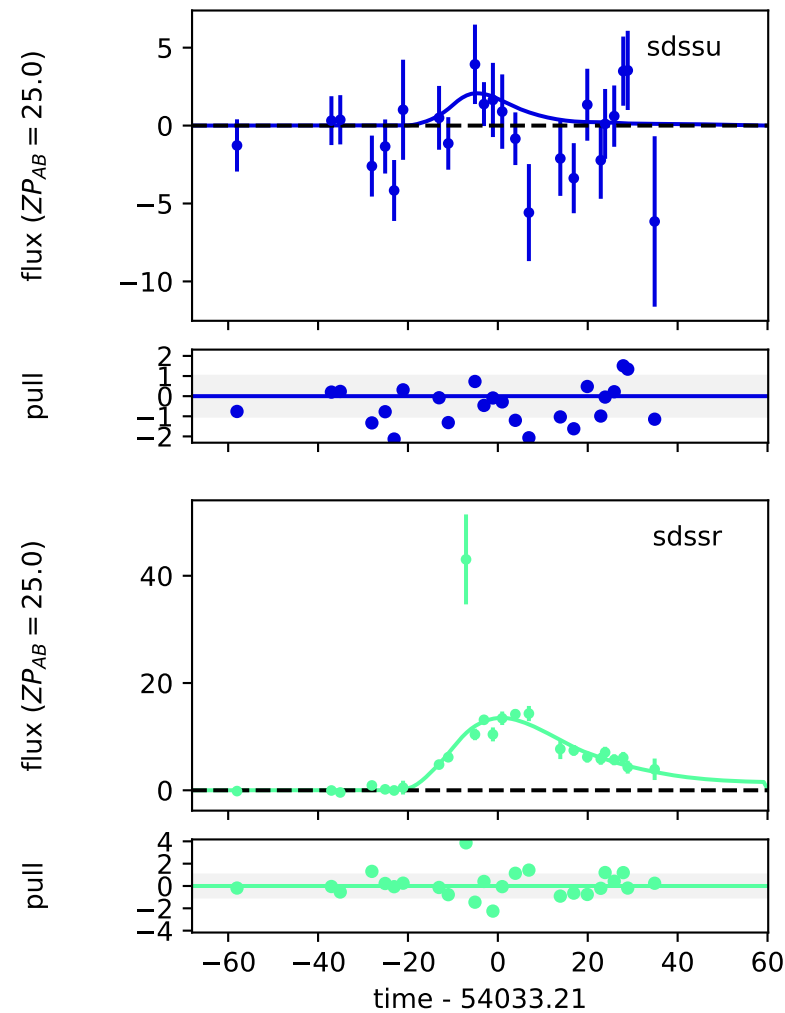 flux (ZP_AB = 25.0)
sdssu
5
0
−5
−10
pull
2
1
0
−1
−2
flux (ZP_AB = 25.0)
sdssr
40
20
0
pull
4
2
0
−2
−4
−60 −40 −20 0 20 40 60
time - 54033.21